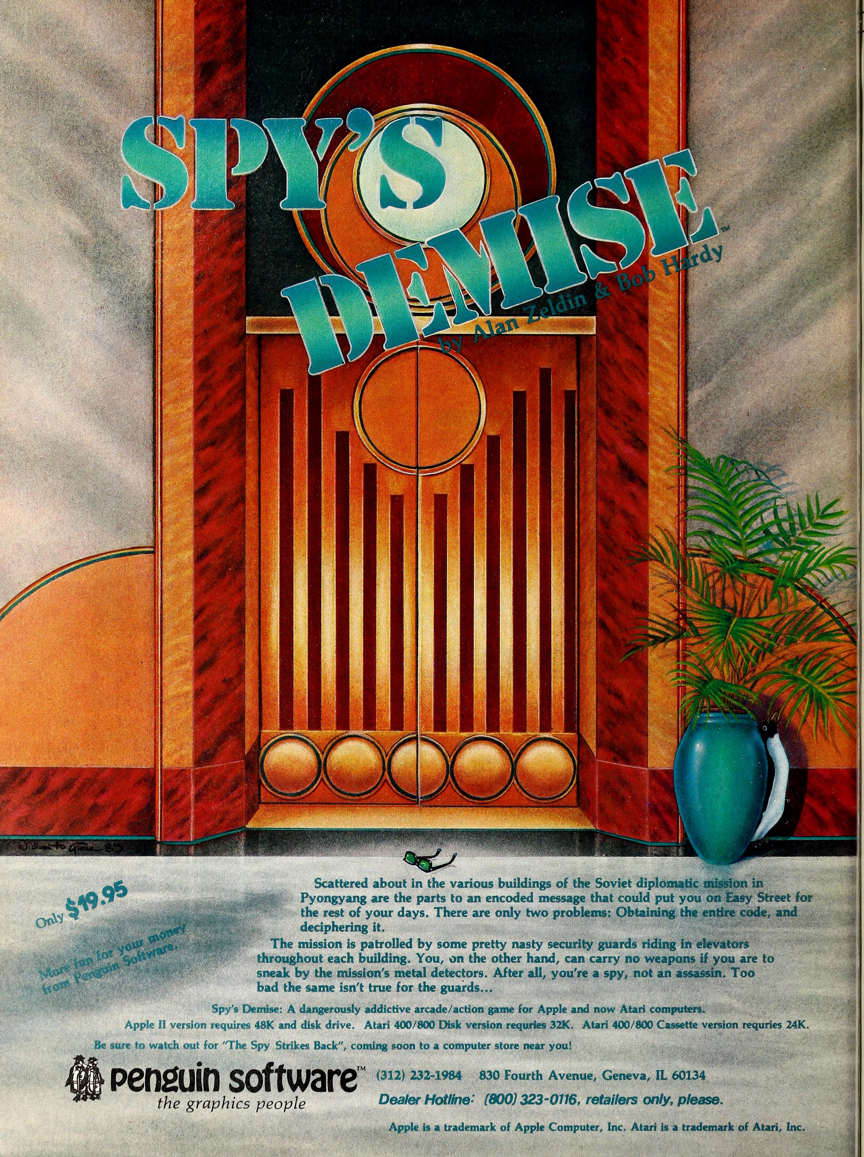 SPY'S
DEMISE™
by Alan Zeldin & Bob Hardy
Only $19.95
More fun for your money
from Penguin Software.
Scattered about in the various buildings of the Soviet diplomatic mission in
Pyongyang are the parts to an encoded message that could put you on Easy Street for
the rest of your days. There are only two problems: Obtaining the entire code, and
deciphering it.
The mission is patrolled by some pretty nasty security guards riding in elevators
throughout each building. You, on the other hand, can carry no weapons if you are to
sneak by the mission's metal detectors. After all, you're a spy, not an assassin. Too
bad the same isn't true for the guards...
Spy's Demise: A dangerously addictive arcade/action game for Apple and now Atari computers.
Apple II version requires 48K and disk drive. Atari 400/800 Disk version requries 32K. Atari 400/800 Cassette version requries 24K.
Be sure to watch out for "The Spy Strikes Back", coming soon to a computer store near you!
penguin software™
the graphics people
(312) 232-1984 830 Fourth Avenue, Geneva, IL 60134
Dealer Hotline: (800) 323-0116, retailers only, please.
Apple is a trademark of Apple Computer, Inc. Atari is a trademark of Atari, Inc.